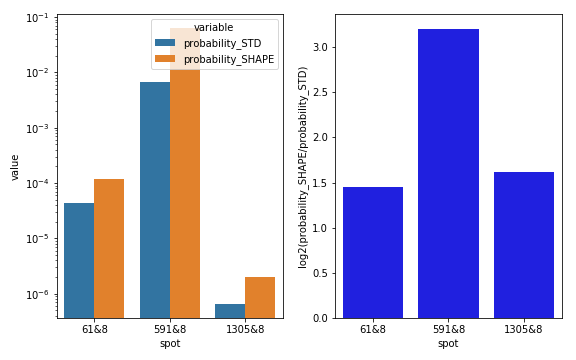 variable
probability_STD
probability_SHAPE
10⁻¹
10⁻²
10⁻³
10⁻⁴
10⁻⁵
10⁻⁶
value
61&8 591&8 1305&8
spot
3.0
2.5
2.0
1.5
1.0
0.5
0.0
log2(probability_SHAPE/probability_STD)
61&8 591&8 1305&8
spot